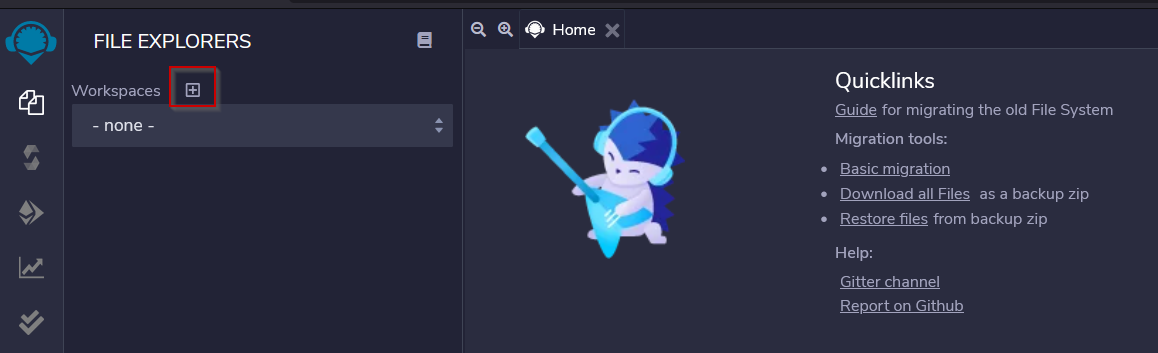 FILE EXPLORERS
Workspaces
- none -
Home
Quicklinks
Guide for migrating the old File System
Migration tools:
Basic migration
Download all Files as a backup zip
Restore files from backup zip
Help:
Gitter channel
Report on Github